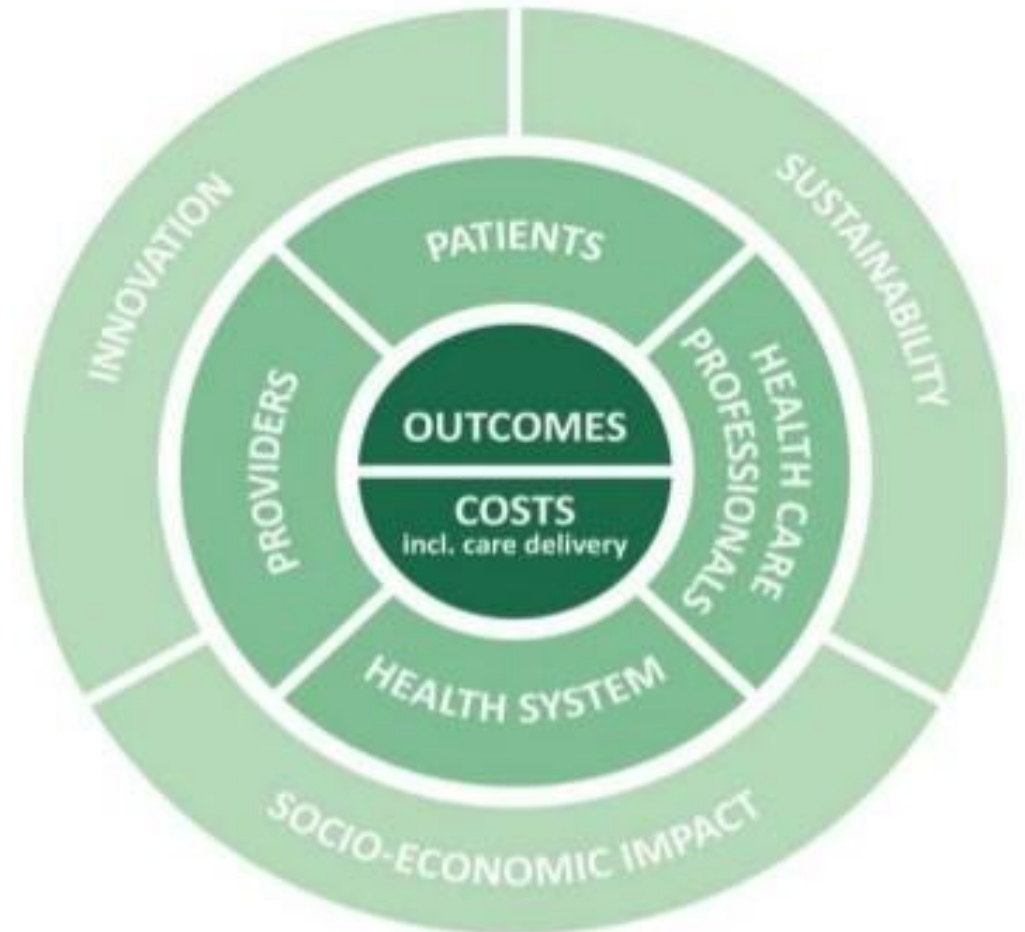 INNOVATION
SUSTAINABILITY
PATIENTS
PROVIDERS
HEALTH CARE
PROFESSIONALS
OUTCOMES
COSTS
incl. care delivery
HEALTH SYSTEM
SOCIO-ECONOMIC IMPACT